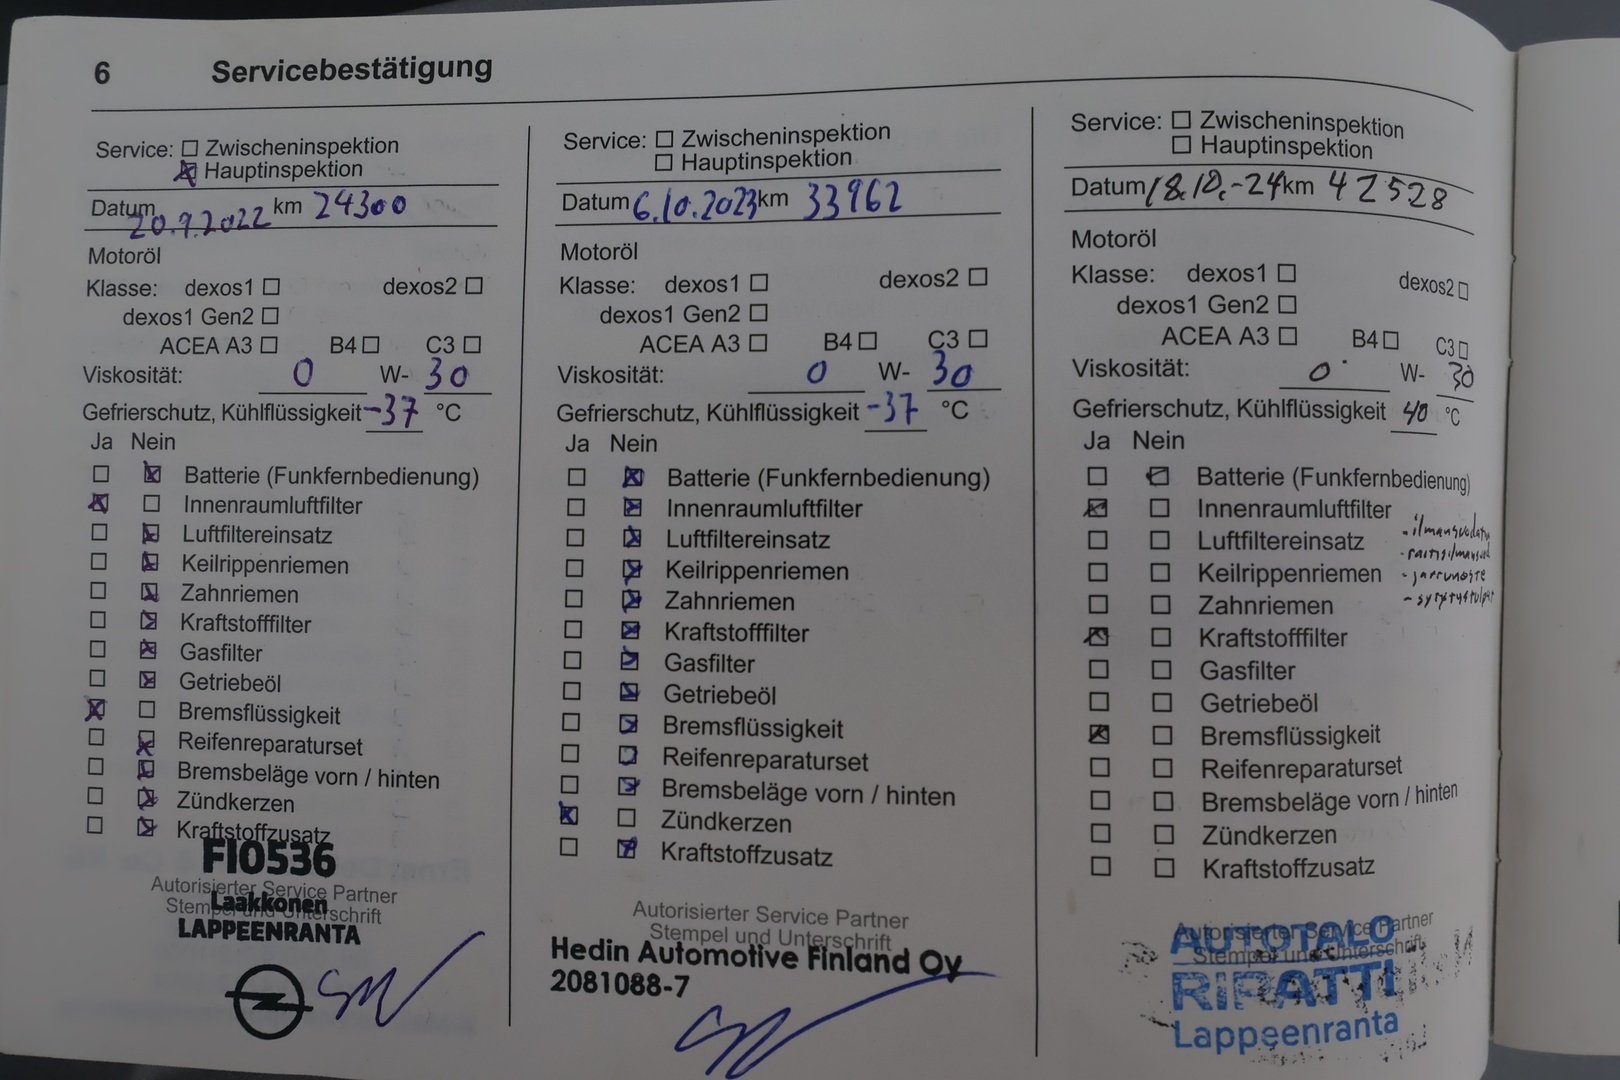 6 Servicebestätigung
Service: Zwischeninspektion
Hauptinspektion
Datum 20.9.2022 km 24300
Motoröl
Klasse: dexos1 dexos2
dexos1 Gen2
ACEA A3 B4 C3
Viskosität: 0 W- 30
Gefrierschutz, Kühlflüssigkeit -37 °C
Ja Nein
Batterie (Funkfernbedienung)
Innenraumluftfilter
Luftfiltereinsatz
Keilrippenriemen
Zahnriemen
Kraftstofffilter
Gasfilter
Getriebeöl
Bremsflüssigkeit
Reifenreparaturset
Bremsbeläge vorn / hinten
Zündkerzen
Kraftstoffzusatz
FI0536
Autorisierter Service Partner
Laakkonen
Stempel und Unterschrift
LAPPEENRANTA
Service: Zwischeninspektion
Hauptinspektion
Datum 6.10.2023 km 33962
Motoröl
Klasse: dexos1 dexos2
dexos1 Gen2
ACEA A3 B4 C3
Viskosität: 0 W- 30
Gefrierschutz, Kühlflüssigkeit -37 °C
Ja Nein
Batterie (Funkfernbedienung)
Innenraumluftfilter
Luftfiltereinsatz
Keilrippenriemen
Zahnriemen
Kraftstofffilter
Gasfilter
Getriebeöl
Bremsflüssigkeit
Reifenreparaturset
Bremsbeläge vorn / hinten
Zündkerzen
Kraftstoffzusatz
Autorisierter Service Partner
Stempel und Unterschrift
Hedin Automotive Finland Oy
2081088-7
Service: Zwischeninspektion
Hauptinspektion
Datum 18.10.-24 km 42528
Motoröl
Klasse: dexos1 dexos2
dexos1 Gen2
ACEA A3 B4 C3
Viskosität: 0 W- 30
Gefrierschutz, Kühlflüssigkeit 40 °C
Ja Nein
Batterie (Funkfernbedienung)
Innenraumluftfilter
Luftfiltereinsatz
Keilrippenriemen
Zahnriemen
Kraftstofffilter
Gasfilter
Getriebeöl
Bremsflüssigkeit
Reifenreparaturset
Bremsbeläge vorn / hinten
Zündkerzen
Kraftstoffzusatz
Autorisierter Service Partner
Stempel und Unterschrift
AUTOTALO
RIPATTI
Lappeenranta